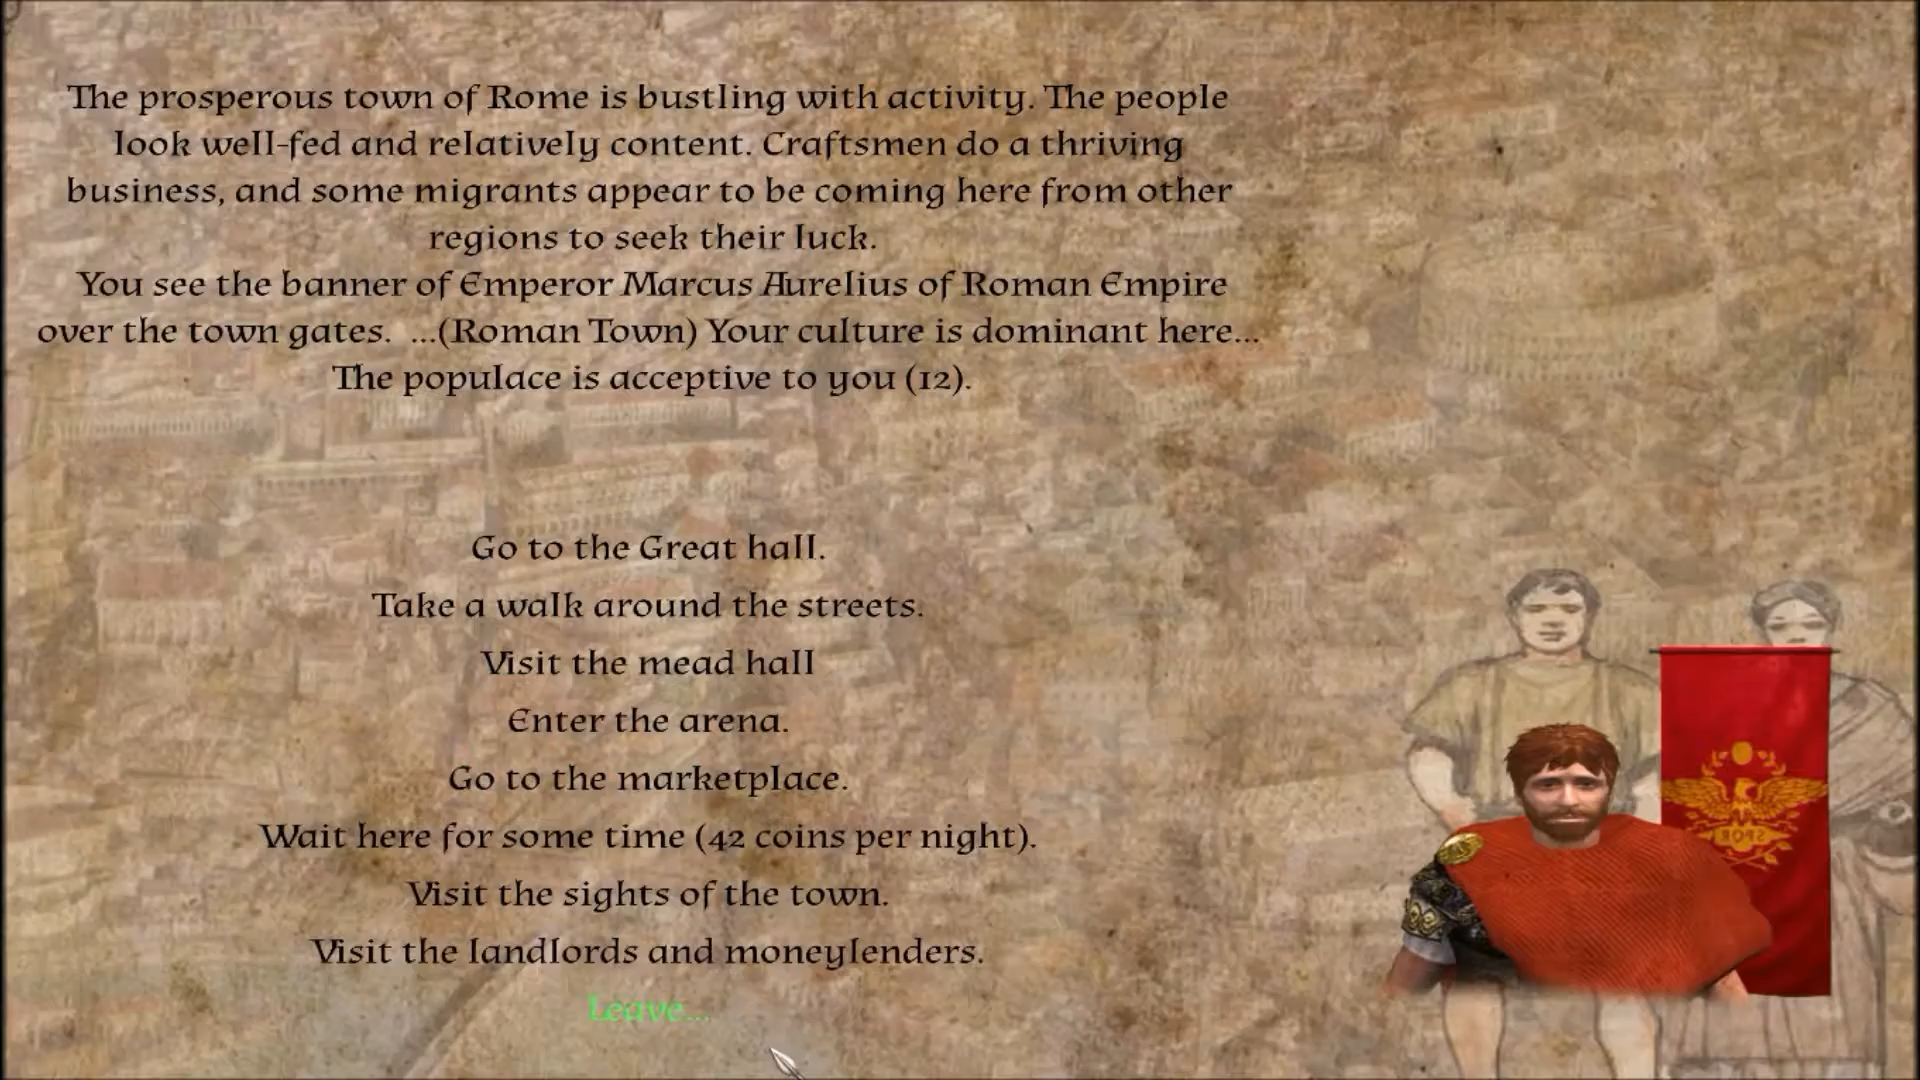 The prosperous town of Rome is bustling with activity. The people
look well-fed and relatively content. Craftsmen do a thriving
business, and some migrants appear to be coming here from other
regions to seek their luck.
You see the banner of Emperor Marcus Aurelius of Roman Empire
over the town gates.  ...(Roman Town) Your culture is dominant here...
The populace is acceptive to you (12).
Go to the Great hall.
Take a walk around the streets.
Visit the mead hall
Enter the arena.
Go to the marketplace.
Wait here for some time (42 coins per night).
Visit the sights of the town.
Visit the landlords and moneylenders.
Leave...
SPQR